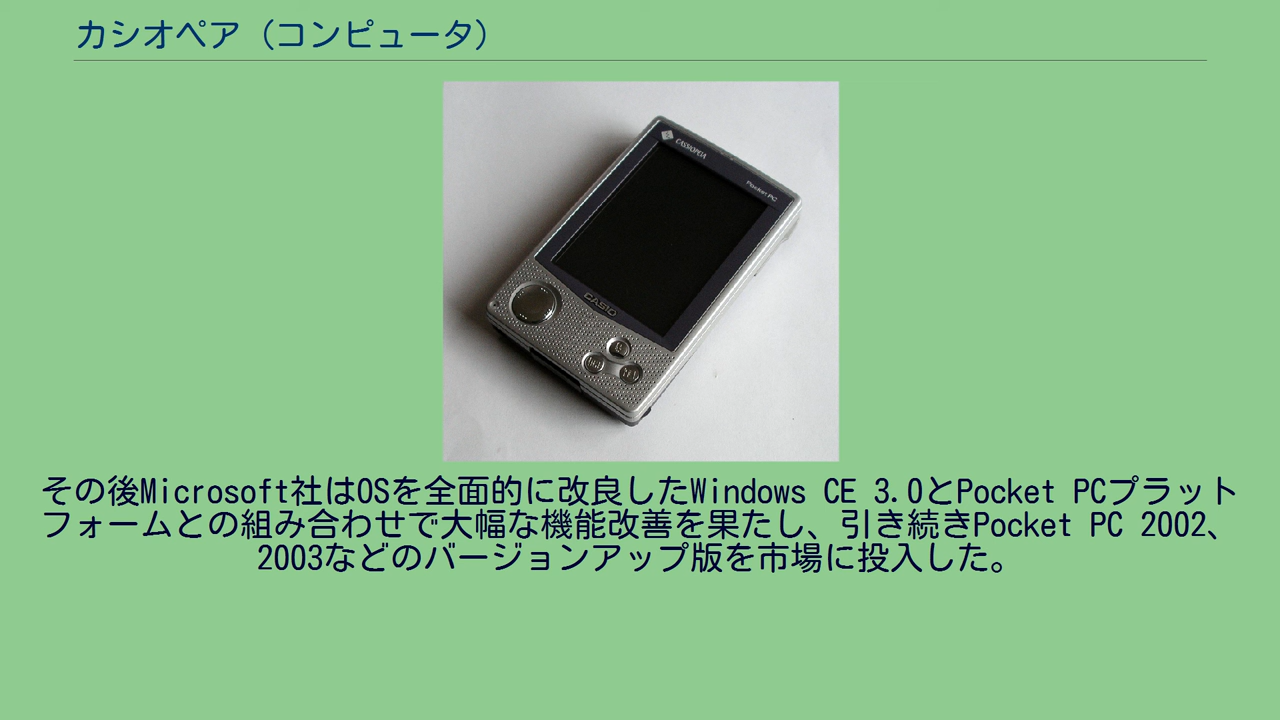 カシオペア（コンピュータ）
CASSIOPEIA
Pocket PC
CASIO
その後Microsoft社はOSを全面的に改良したWindows CE 3.0とPocket PCプラット
フォームとの組み合わせで大幅な機能改善を果たし、引き続きPocket PC 2002、
2003などのバージョンアップ版を市場に投入した。